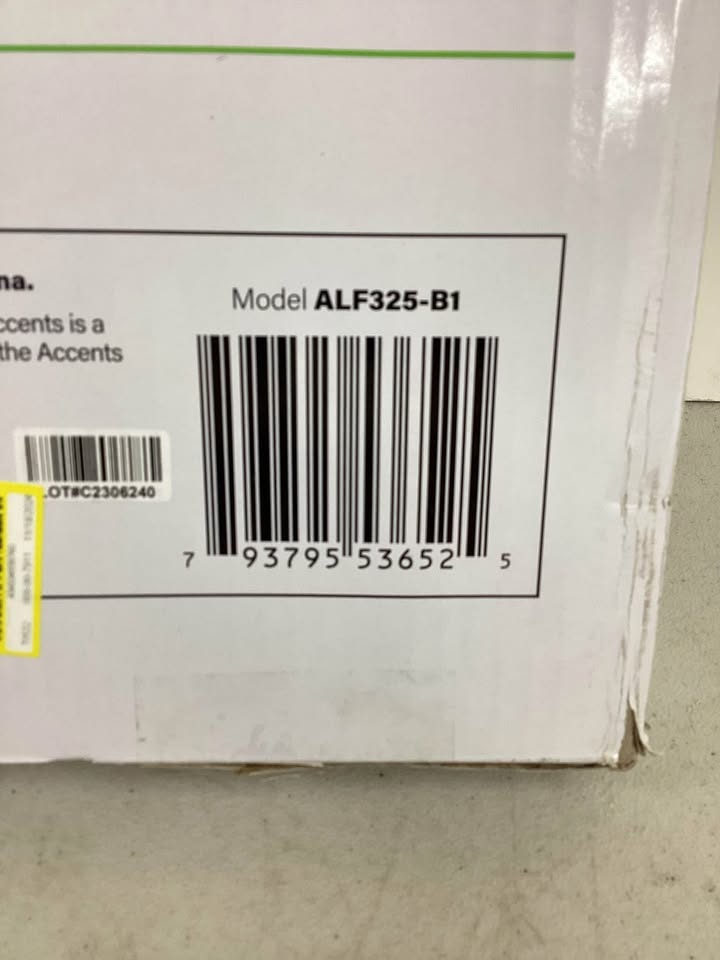 na.
ccents is a
the Accents
Model ALF325-B1
LOT#C2306240
7 93795 53652 5